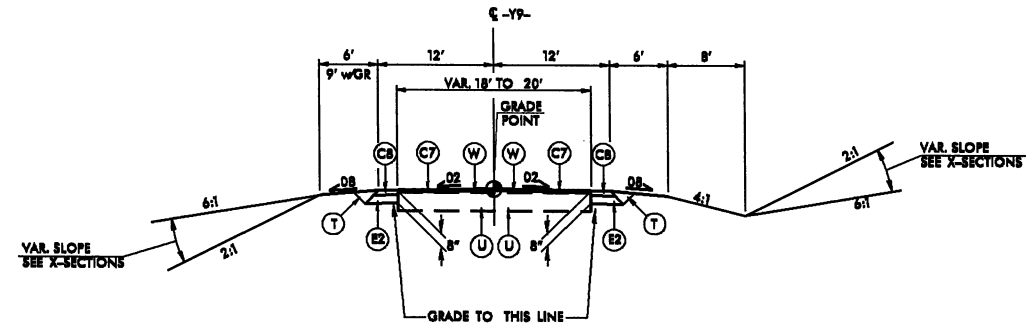 ℄ -Y9-
6' 12' 12' 6' 8'
9' w/GR
VAR. 18' TO 20'
GRADE
POINT
C8 C7 W W C7 C8
08 02 02 08
2:1
VAR. SLOPE
SEE X-SECTIONS
6:1
4:1
6:1
T E2 8" U U 8" E2 T
VAR. SLOPE
SEE X-SECTIONS
2:1
GRADE TO THIS LINE